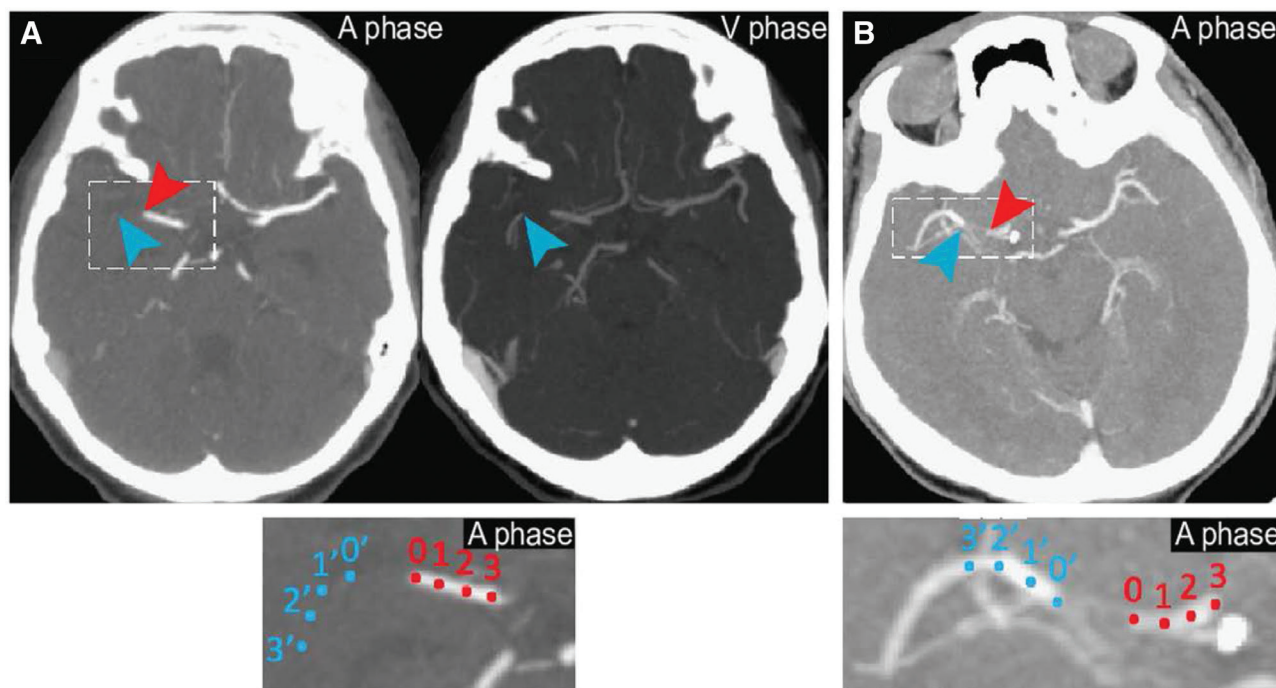 A
A phase
V phase
B
A phase
A phase
0 1 2 3
0' 1' 2' 3'
A phase
3' 2' 1' 0'
0 1 2 3